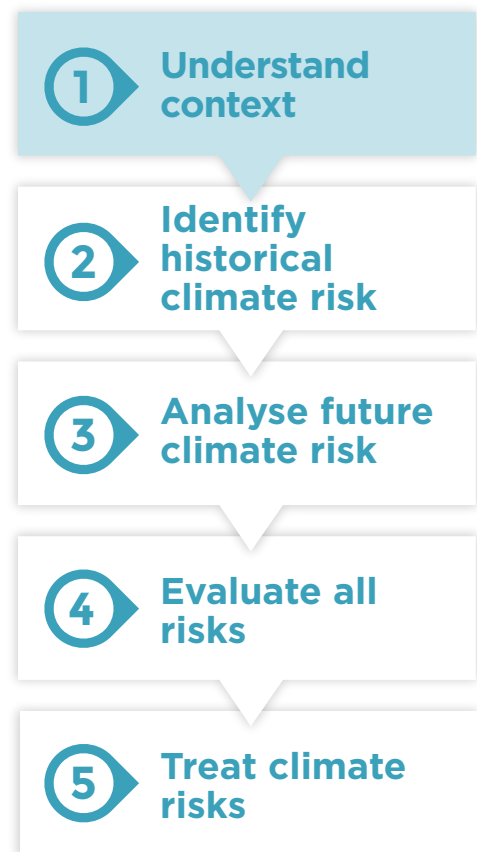 1
Understand
context
2
Identify
historical
climate risk
3
Analyse future
climate risk
4
Evaluate all
risks
5
Treat climate
risks